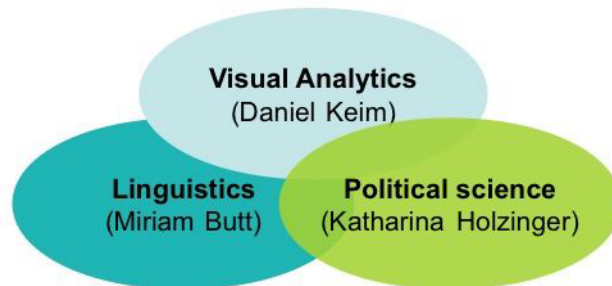 Visual Analytics
(Daniel Keim)
Linguistics
(Miriam Butt)
Political science
(Katharina Holzinger)